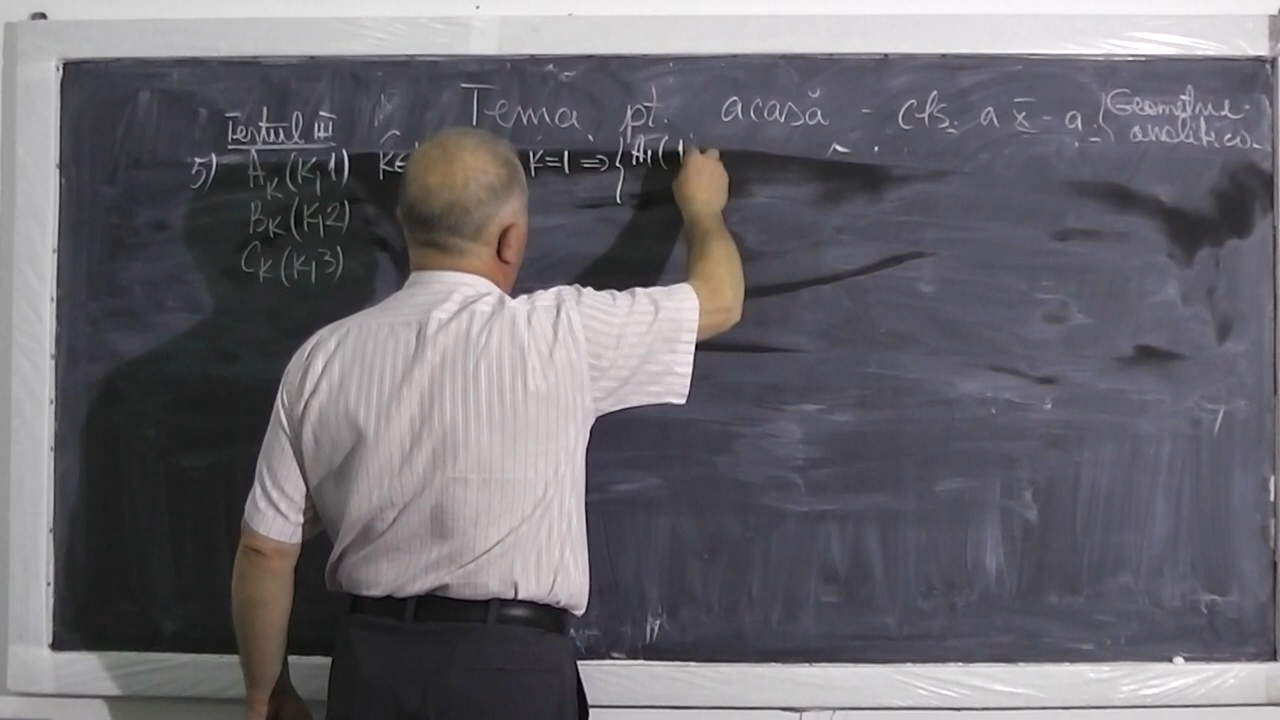 Tema pt. acasă - cls. a x̄ - a. (Geometrie
analitică.
Testul III
5) A_K(K,1) K∈ K=1 ⇒ { A₁(1
B_K(K,2)
C_K(K,3)